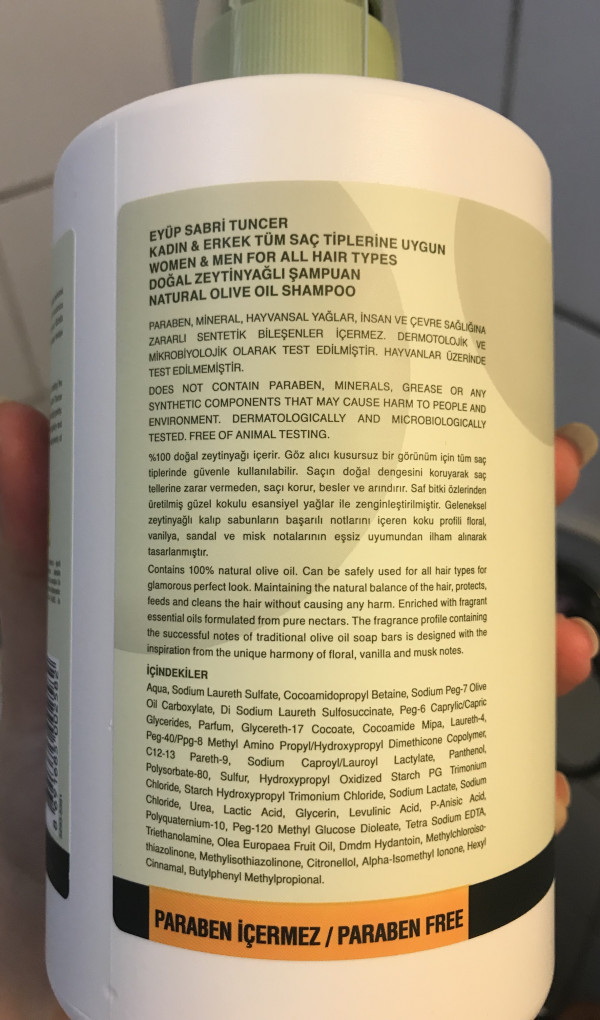 EYÜP SABRİ TUNCER
KADIN & ERKEK TÜM SAÇ TİPLERİNE UYGUN
WOMEN & MEN FOR ALL HAIR TYPES
DOĞAL ZEYTİNYAĞLI ŞAMPUAN
NATURAL OLIVE OIL SHAMPOO
PARABEN, MİNERAL, HAYVANSAL YAĞLAR, İNSAN VE ÇEVRE SAĞLIĞINA
ZARARLI SENTETİK BİLEŞENLER İÇERMEZ. DERMOTOLOJİK VE
MİKROBİYOLOJİK OLARAK TEST EDİLMİŞTİR. HAYVANLAR ÜZERİNDE
TEST EDİLMEMİŞTİR.
DOES NOT CONTAIN PARABEN, MINERALS, GREASE OR ANY
SYNTHETIC COMPONENTS THAT MAY CAUSE HARM TO PEOPLE AND
ENVIRONMENT. DERMATOLOGICALLY AND MICROBIOLOGICALLY
TESTED. FREE OF ANIMAL TESTING.
%100 doğal zeytinyağı içerir. Göz alıcı kusursuz bir görünüm için tüm saç
tiplerinde güvenle kullanılabilir. Saçın doğal dengesini koruyarak saç
tellerine zarar vermeden, saçı korur, besler ve arındırır. Saf bitki özlerinden
üretilmiş güzel kokulu esansiyel yağlar ile zenginleştirilmiştir. Geleneksel
zeytinyağlı kalıp sabunların başarılı notlarını içeren koku profili floral,
vanilya, sandal ve misk notalarının eşsiz uyumundan ilham alınarak
tasarlanmıştır.
Contains 100% natural olive oil. Can be safely used for all hair types for
glamorous perfect look. Maintaining the natural balance of the hair, protects,
feeds and cleans the hair without causing any harm. Enriched with fragrant
essential oils formulated from pure nectars. The fragrance profile containing
the successful notes of traditional olive oil soap bars is designed with the
inspiration from the unique harmony of floral, vanilla and musk notes.
İÇİNDEKİLER
Aqua, Sodium Laureth Sulfate, Cocoamidopropyl Betaine, Sodium Peg-7 Olive
Oil Carboxylate, Di Sodium Laureth Sulfosuccinate, Peg-6 Caprylic/Capric
Glycerides, Parfum, Glycereth-17 Cocoate, Cocoamide Mipa, Laureth-4,
Peg-40/Ppg-8 Methyl Amino Propyl/Hydroxypropyl Dimethicone Copolymer,
C12-13 Pareth-9, Sodium Caproyl/Lauroyl Lactylate, Panthenol,
Polysorbate-80, Sulfur, Hydroxypropyl Oxidized Starch PG Trimonium
Chloride, Starch Hydroxypropyl Trimonium Chloride, Sodium Lactate, Sodium
Chloride, Urea, Lactic Acid, Glycerin, Levulinic Acid, P-Anisic Acid,
Polyquaternium-10, Peg-120 Methyl Glucose Dioleate, Tetra Sodium EDTA,
Triethanolamine, Olea Europaea Fruit Oil, Dmdm Hydantoin, Methylchloroiso-
thiazolinone, Methylisothiazolinone, Citronellol, Alpha-Isomethyl Ionone, Hexyl
Cinnamal, Butylphenyl Methylpropional.
PARABEN İÇERMEZ / PARABEN FREE